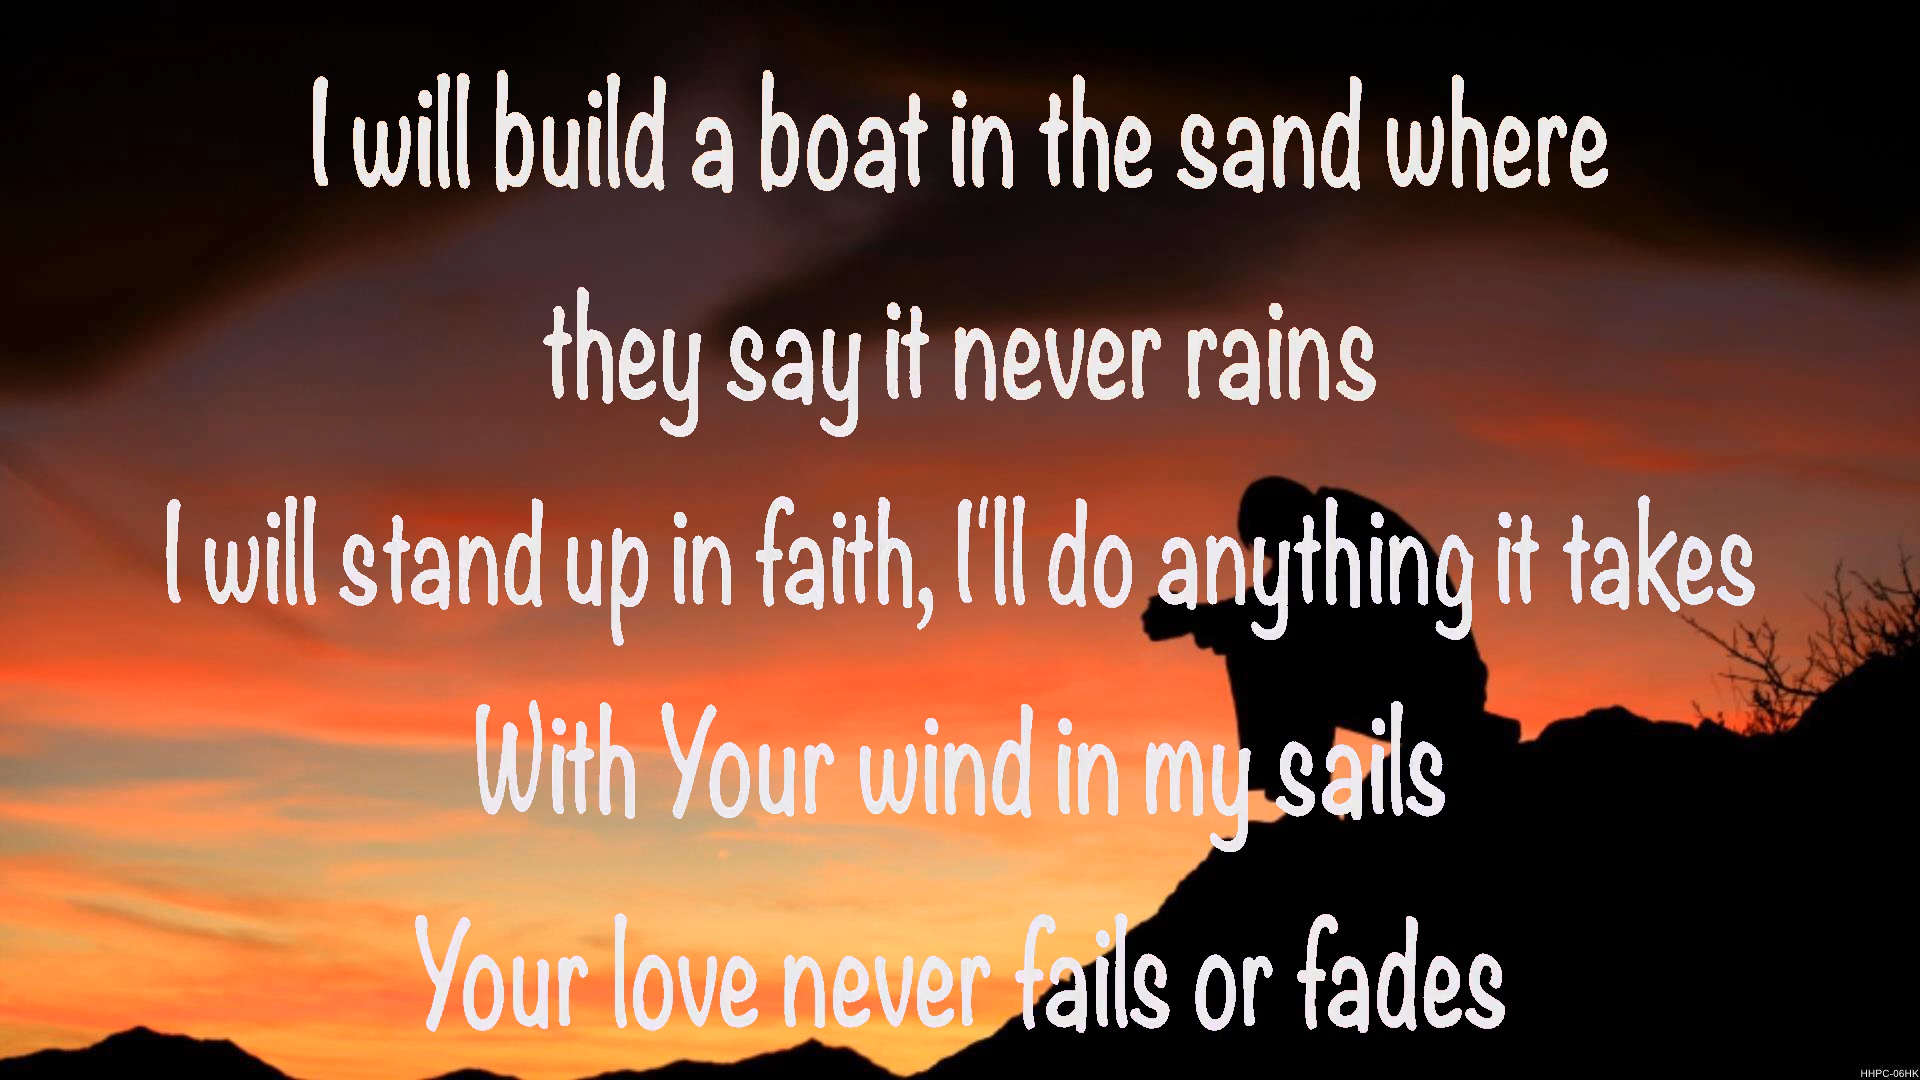 I will build a boat in the sand where
they say it never rains
I will stand up in faith, I'll do anything it takes
With Your wind in my sails
Your love never fails or fades
HHPC-06HK